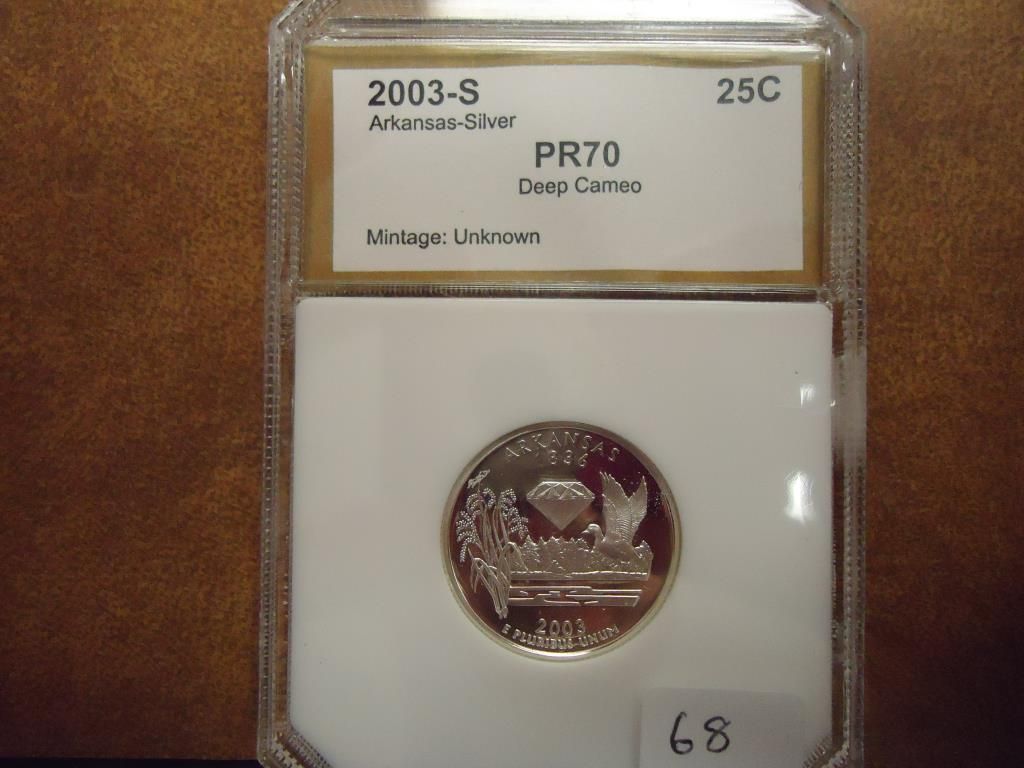 2003-S 25C
Arkansas-Silver
PR70
Deep Cameo
Mintage: Unknown
ARKANSAS
1836
2003
E PLURIBUS UNUM
68